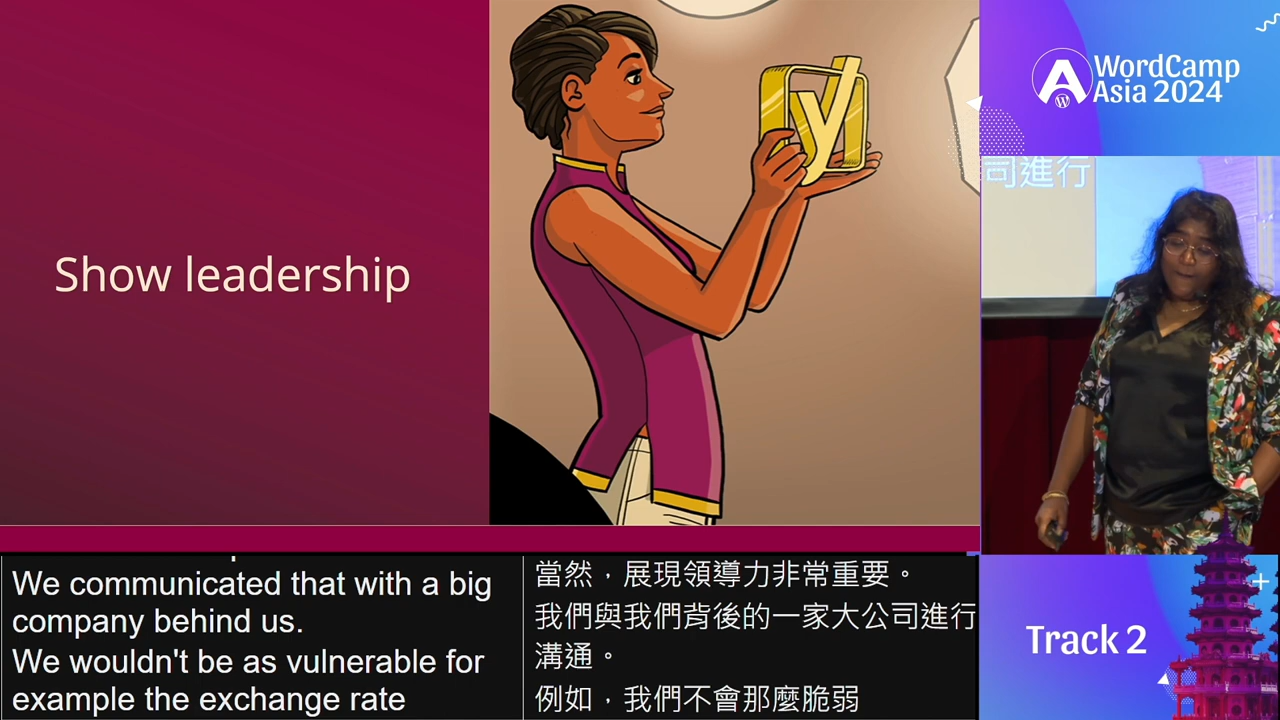 Show leadership
y
WordCamp
Asia 2024
司進行
We communicated that with a big
company behind us.
We wouldn't be as vulnerable for
example the exchange rate
當然，展現領導力非常重要。
我們與我們背後的一家大公司進行
溝通。
例如，我們不會那麼脆弱
Track 2